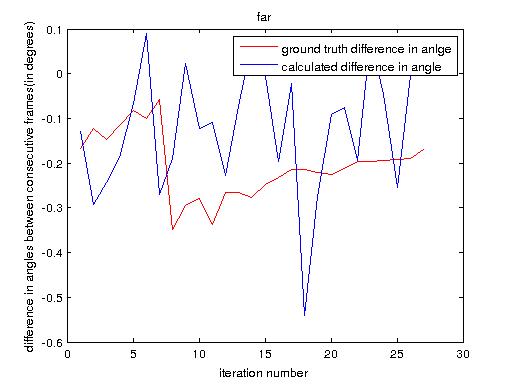 far
difference in angles between consecutive frames(in degrees)
0.1
0
-0.1
-0.2
-0.3
-0.4
-0.5
-0.6
ground truth difference in anlge
calculated difference in angle
0 5 10 15 20 25 30
iteration number